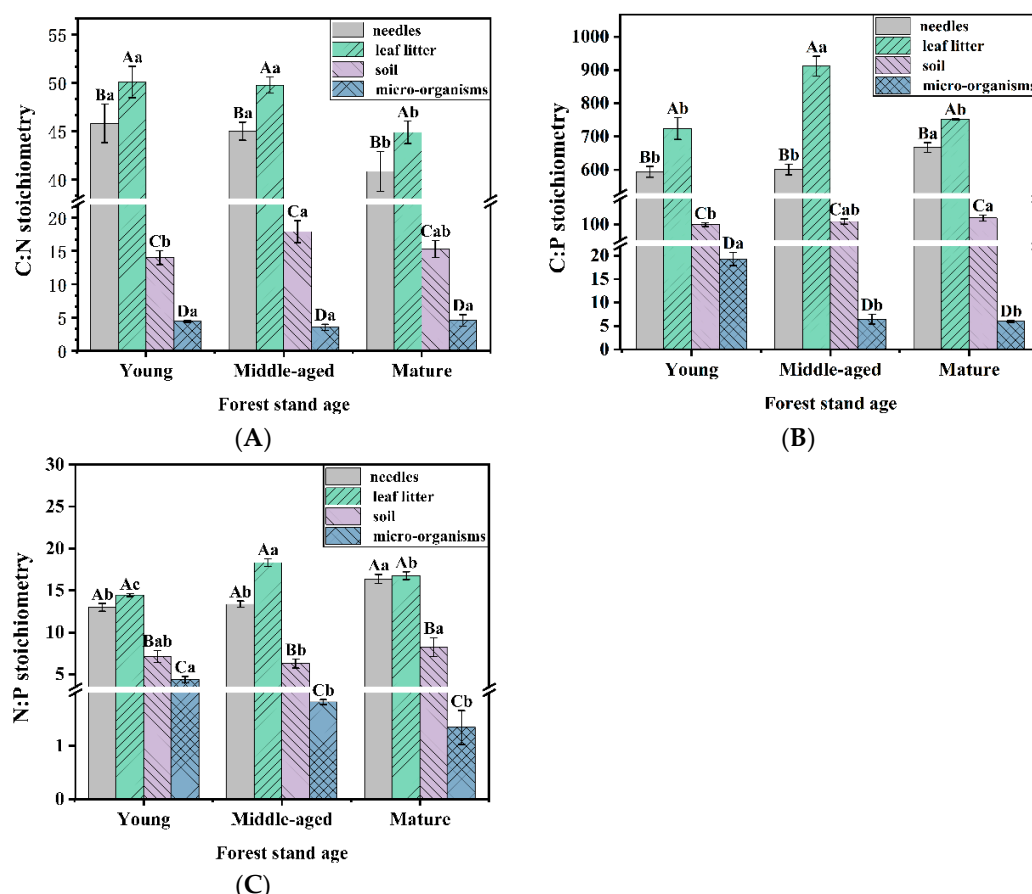 C:N stoichiometry
55
50
45
40
20
15
10
5
0
needles
leaf litter
soil
micro-organisms
Ba
Aa
Cb
Da
Ba
Aa
Ca
Da
Bb
Ab
Cab
Da
Young
Middle-aged
Mature
Forest stand age
(A)
C:P stoichiometry
1000
900
800
700
600
100
20
15
10
5
0
needles
leaf litter
soil
micro-organisms
Bb
Ab
Cb
Da
Bb
Aa
Cab
Db
Ba
Ab
Ca
Db
Young
Middle-aged
Mature
Forest stand age
(B)
N:P stoichiometry
30
25
20
15
10
5
1
0
needles
leaf litter
soil
micro-organisms
Ab
Ac
Bab
Ca
Ab
Aa
Bb
Cb
Aa
Ab
Ba
Cb
Young
Middle-aged
Mature
Forest stand age
(C)